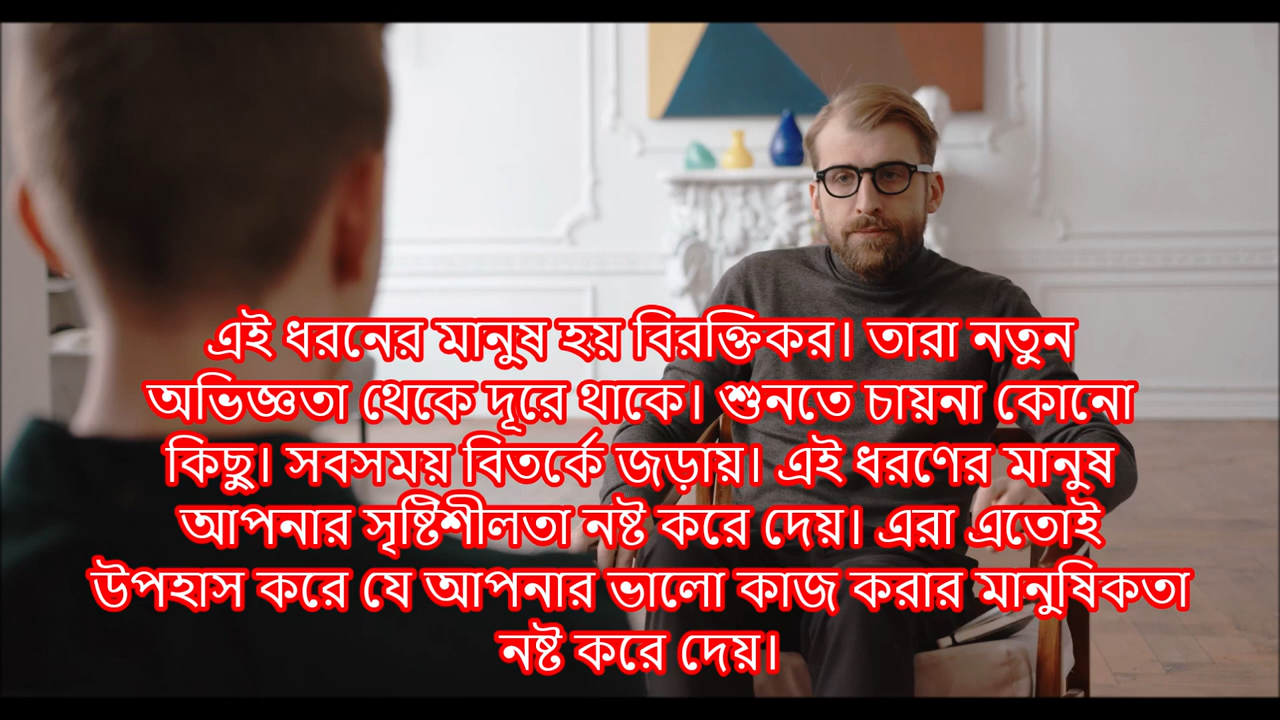 এই ধরনের মানুষ হয় বিরক্তিকর। তারা নতুন
অভিজ্ঞতা থেকে দূরে থাকে। শুনতে চায়না কোনো
কিছু। সবসময় বিতর্কে জড়ায়। এই ধরণের মানুষ
আপনার সৃষ্টিশীলতা নষ্ট করে দেয়। এরা এতোই
উপহাস করে যে আপনার ভালো কাজ করার মানুষিকতা
নষ্ট করে দেয়।